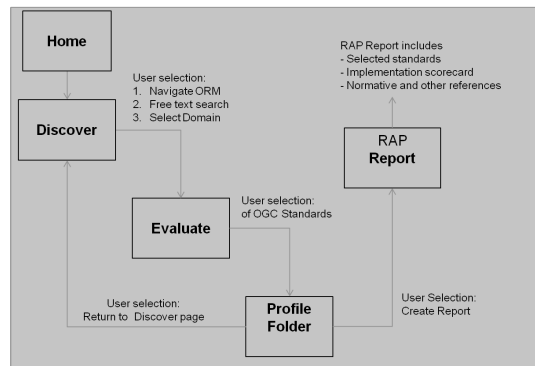 Home
RAP Report includes
- Selected standards
- Implementation scorecard
- Normative and other references
User selection:
1. Navigate ORM
2. Free text search
3. Select Domain
Discover
RAP
Report
Evaluate
User selection:
of OGC Standards
User selection:
Return to Discover page
Profile
Folder
User Selection:
Create Report